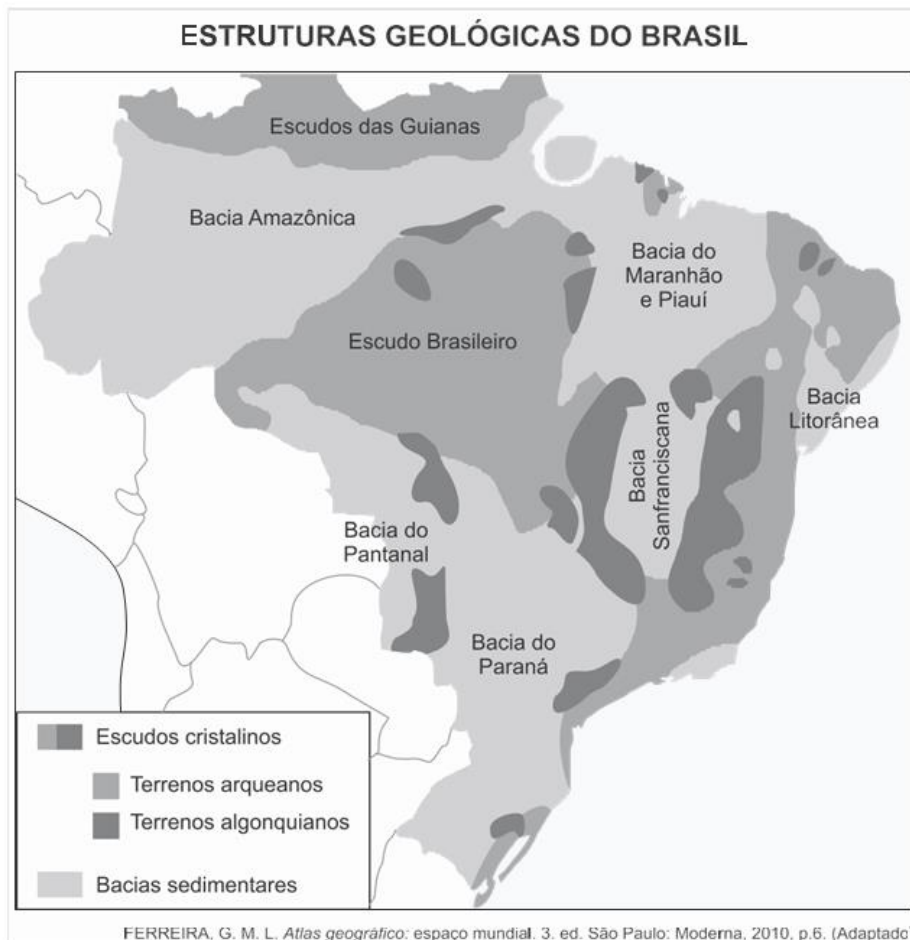 ESTRUTURAS GEOLÓGICAS DO BRASIL
Escudos das Guianas
Bacia Amazônica
Bacia do
Maranhão
e Piauí
Escudo Brasileiro
Bacia
Litorânea
Bacia
Sanfranciscana
Bacia do
Pantanal
Bacia do
Paraná
Escudos cristalinos
Terrenos arqueanos
Terrenos algonquianos
Bacias sedimentares
FERREIRA, G. M. L. Atlas geográfico: espaço mundial. 3. ed. São Paulo: Moderna, 2010, p.6. (Adaptado)